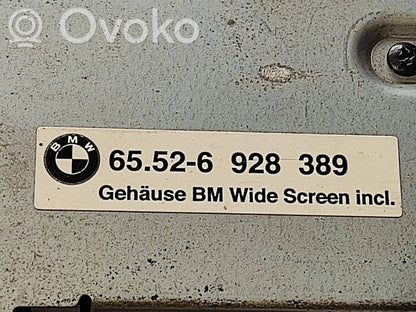 Ovoko
BMW 65.52-6 928 389
Gehäuse BM Wide Screen incl.